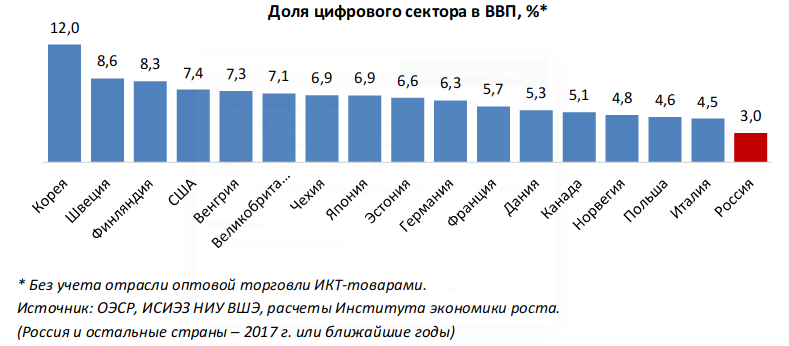 Доля цифрового сектора в ВВП, %*
12,0
8,6
8,3
7,4
7,3
7,1
6,9
6,9
6,6
6,3
5,7
5,3
5,1
4,8
4,6
4,5
3,0
Корея
Швеция
Финляндия
США
Венгрия
Великобрита...
Чехия
Япония
Эстония
Германия
Франция
Дания
Канада
Норвегия
Польша
Италия
Россия
* Без учета отрасли оптовой торговли ИКТ-товарами.
Источник: ОЭСР, ИСИЭЗ НИУ ВШЭ, расчеты Института экономики роста.
(Россия и остальные страны – 2017 г. или ближайшие годы)